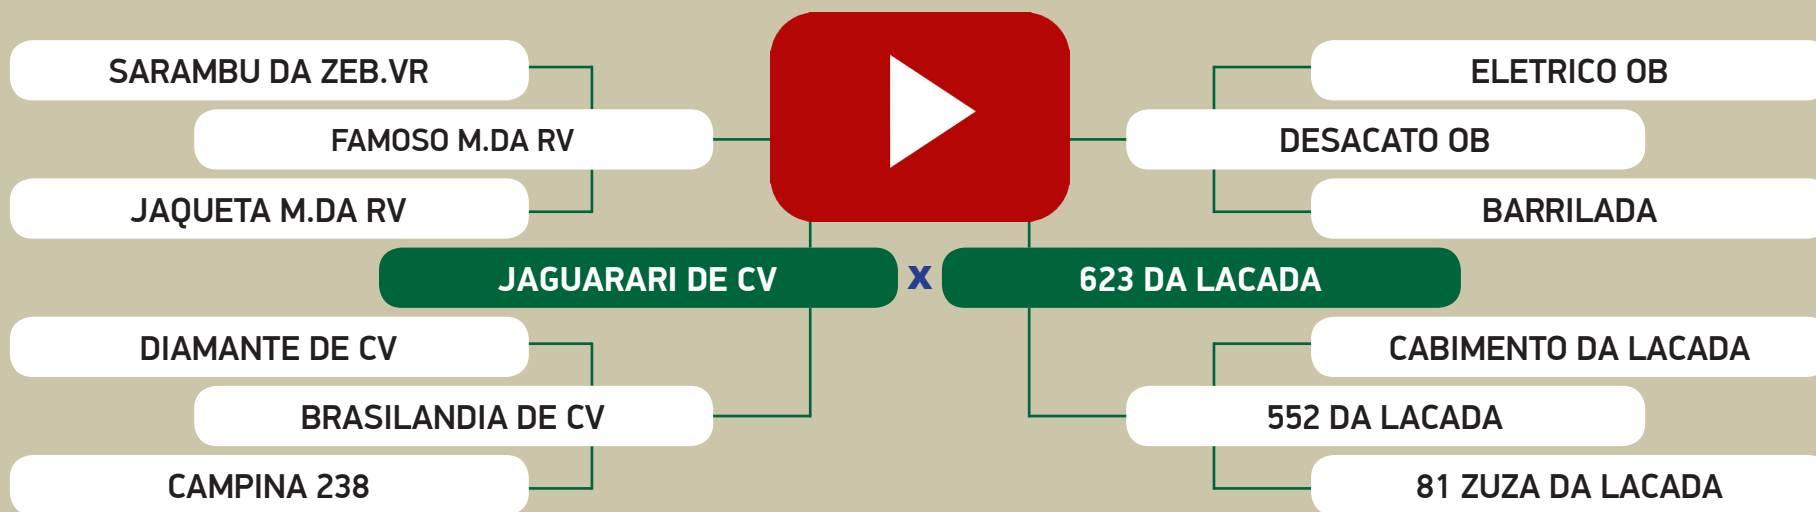 SARAMBU DA ZEB.VR
FAMOSO M.DA RV
JAQUETA M.DA RV
ELETRICO OB
DESACATO OB
BARRILADA
JAGUARARI DE CV X 623 DA LACADA
DIAMANTE DE CV
BRASILANDIA DE CV
CAMPINA 238
CABIMENTO DA LACADA
552 DA LACADA
81 ZUZA DA LACADA